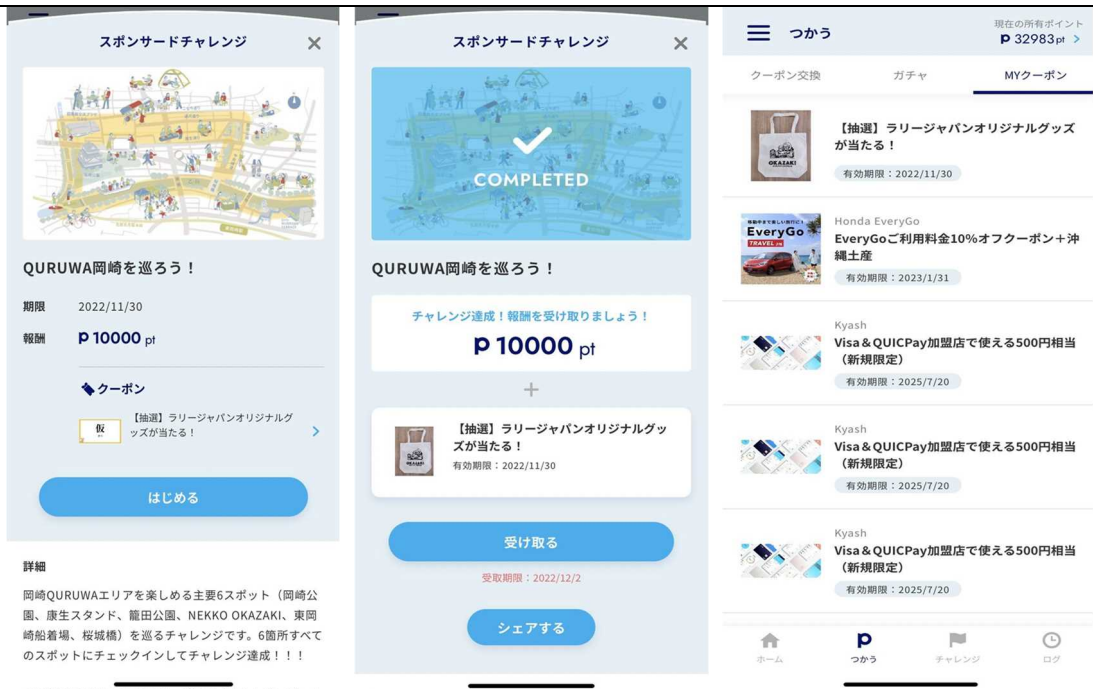 スポンサードチャレンジ
QURUWA岡崎を巡ろう！
期限 2022/11/30
報酬 P 10000 pt
クーポン
仮
【抽選】ラリージャパンオリジナルグ
ッズが当たる！
はじめる
詳細
岡崎QURUWAエリアを楽しめる主要6スポット（岡崎公
園、康生スタンド、籠田公園、NEKKO OKAZAKI、東岡
崎船着場、桜城橋）を巡るチャレンジです。6箇所すべて
のスポットにチェックインしてチャレンジ達成！！！
スポンサードチャレンジ
COMPLETED
QURUWA岡崎を巡ろう！
チャレンジ達成！報酬を受け取りましょう！
P 10000 pt
+
【抽選】ラリージャパンオリジナルグッ
ズが当たる！
有効期限：2022/11/30
OKAZAKI
受け取る
受取期限：2022/12/2
シェアする
つかう
現在の所有ポイント
P 32983 pt
クーポン交換 ガチャ MYクーポン
OKAZAKI
【抽選】ラリージャパンオリジナルグッズ
が当たる！
有効期限：2022/11/30
EveryGo
TRAVEL
Honda EveryGo
EveryGoご利用料金10%オフクーポン＋沖
縄土産
有効期限：2023/1/31
Kyash
Visa＆QUICPay加盟店で使える500円相当
（新規限定）
有効期限：2025/7/20
Kyash
Visa＆QUICPay加盟店で使える500円相当
（新規限定）
有効期限：2025/7/20
Kyash
Visa＆QUICPay加盟店で使える500円相当
（新規限定）
有効期限：2025/7/20
ホーム つかう チャレンジ ログ